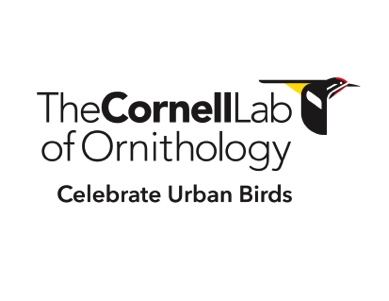 TheCornellLab
of Ornithology
Celebrate Urban Birds